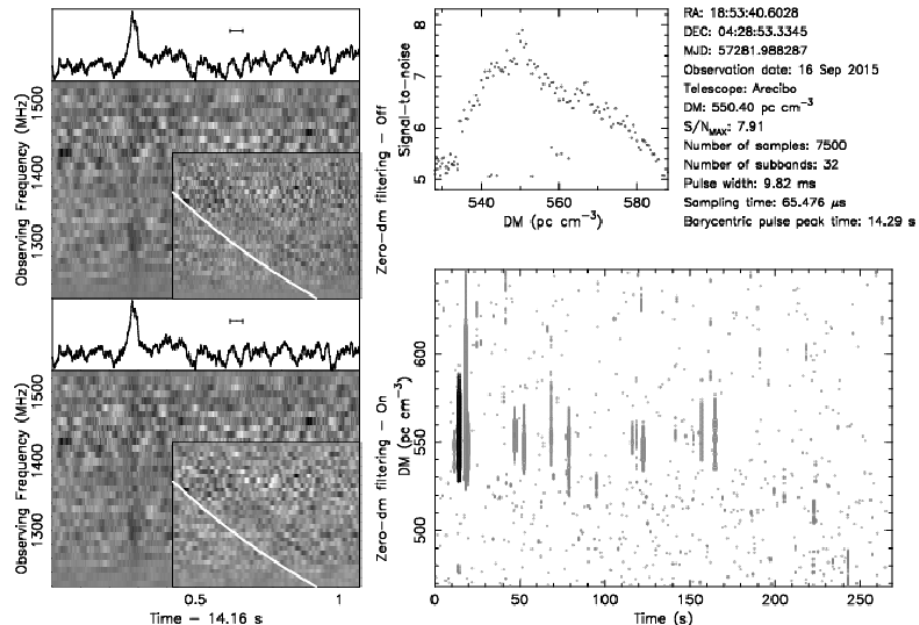 1500
1400
1300
Observing Frequency (MHz)
Zero-dm filtering - Off
1500
1400
1300
Observing Frequency (MHz)
Zero-dm filtering - On
0.5 1
Time - 14.16 s
8
7
6
5
Signal-to-noise
540 560 580
DM (pc cm-3)
RA: 18:53:40.6028
DEC: 04:28:53.3345
MJD: 57281.988287
Observation date: 16 Sep 2015
Telescope: Arecibo
DM: 550.40 pc cm-3
S/NMAX: 7.91
Number of samples: 7500
Number of subbands: 32
Pulse width: 9.82 ms
Sampling time: 65.476 μs
Barycentric pulse peak time: 14.29 s
600
550
500
DM (pc cm-3)
0 50 100 150 200 250
Time (s)